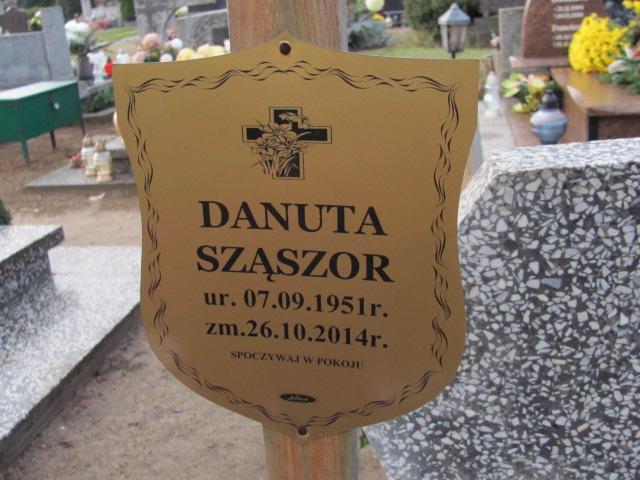 DANUTA
SZĄSZOR
ur. 07.09.1951r.
zm.26.10.2014r.
SPOCZYWAJ W POKOJU